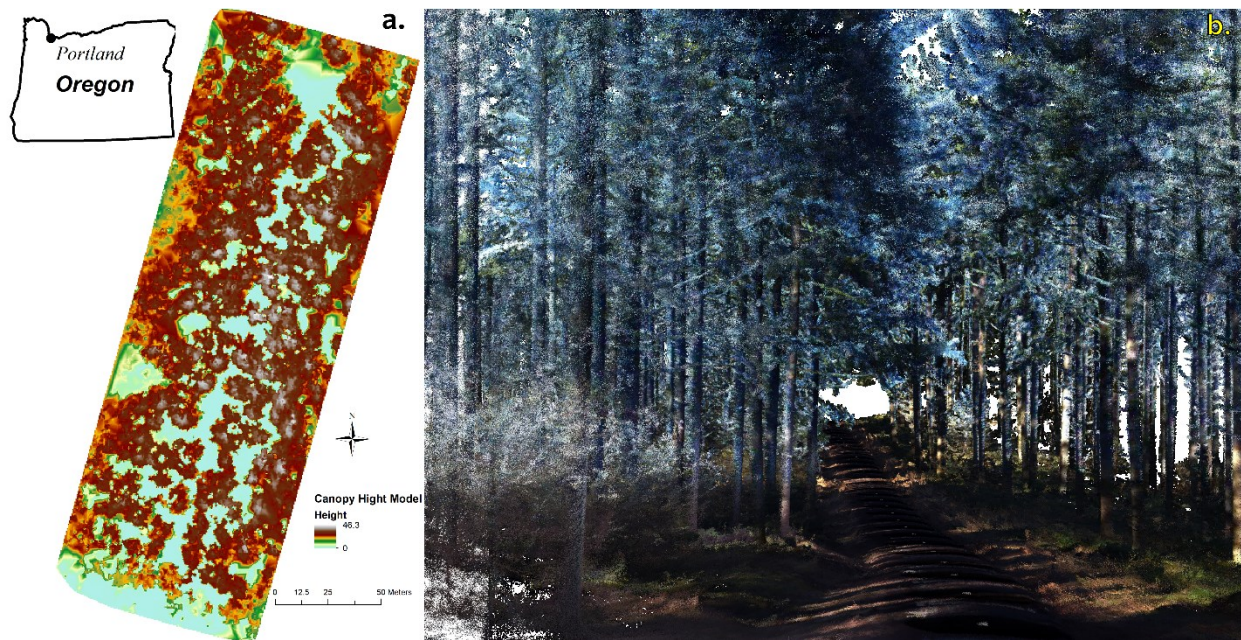 a.
b.
Portland
Oregon
N
Canopy Hight Model
Height
46.3
0
0 12.5 25 50 Meters